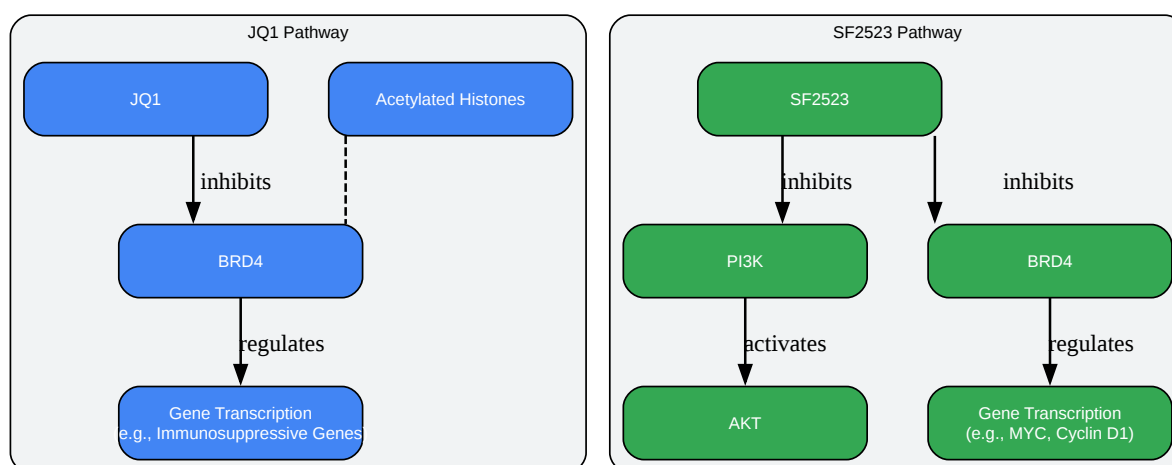 JQ1 Pathway
JQ1
Acetylated Histones
inhibits
BRD4
regulates
Gene Transcription
(e.g., Immunosuppressive Genes)
SF2523 Pathway
SF2523
inhibits
inhibits
PI3K
BRD4
activates
regulates
AKT
Gene Transcription
(e.g., MYC, Cyclin D1)